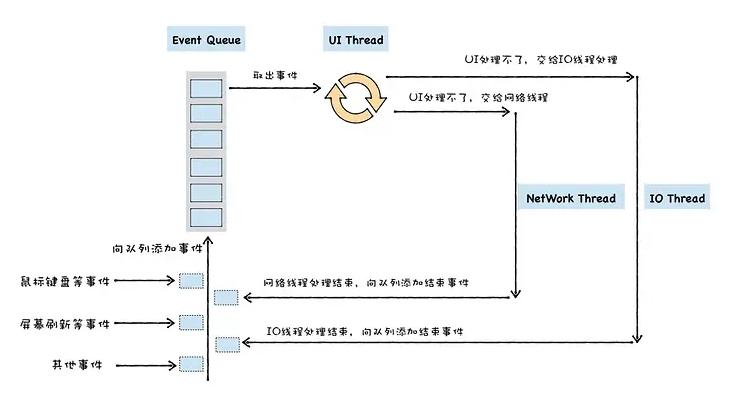 Event Queue
UI Thread
UI处理不了，交给IO线程处理
取出事件
UI处理不了，交给网络线程
NetWork Thread
IO Thread
向队列添加事件
鼠标键盘等事件
网络线程处理结束，向队列添加结束事件
屏幕刷新等事件
IO线程处理结束，向队列添加结束事件
其他事件